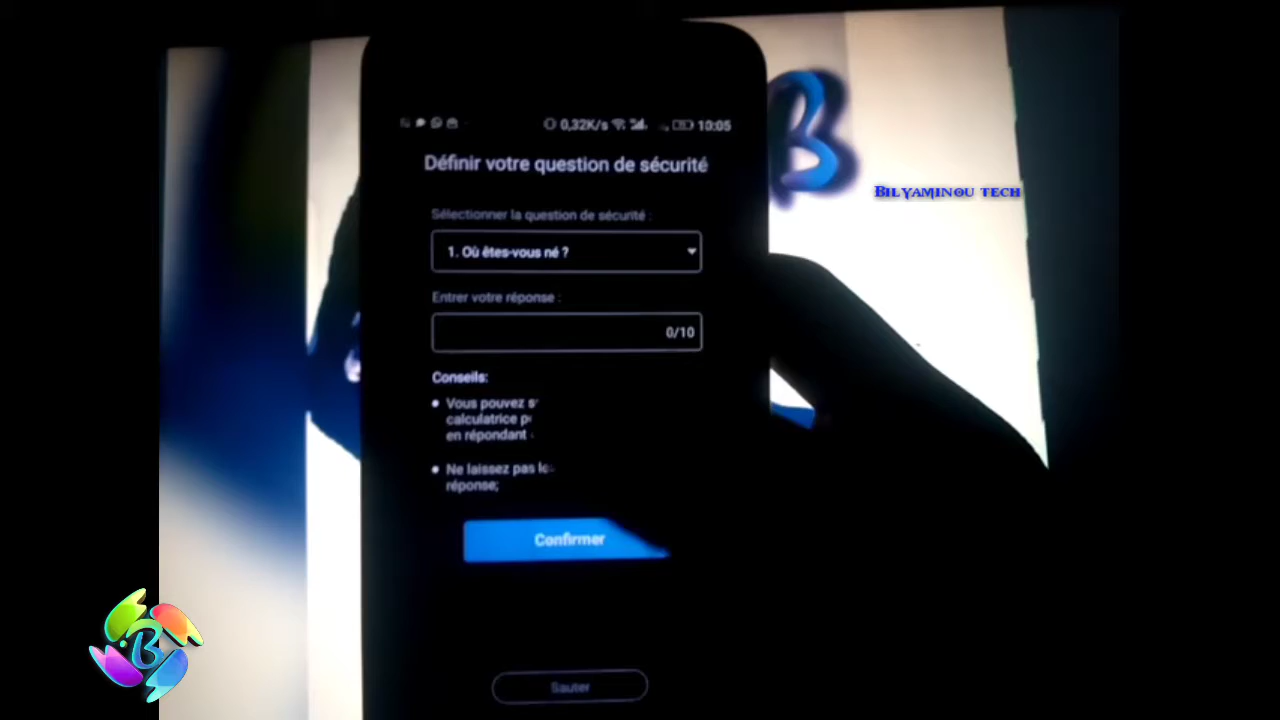 0,32K/s 10:05
Définir votre question de sécurité
BILYAMINOU TECH
Sélectionner la question de sécurité :
1. Où êtes-vous né ?
Entrer votre réponse :
0/10
Conseils:
Vous pouvez
calculatrice
en répondant
Ne laissez pas
réponse;
Confirmer
Sauter